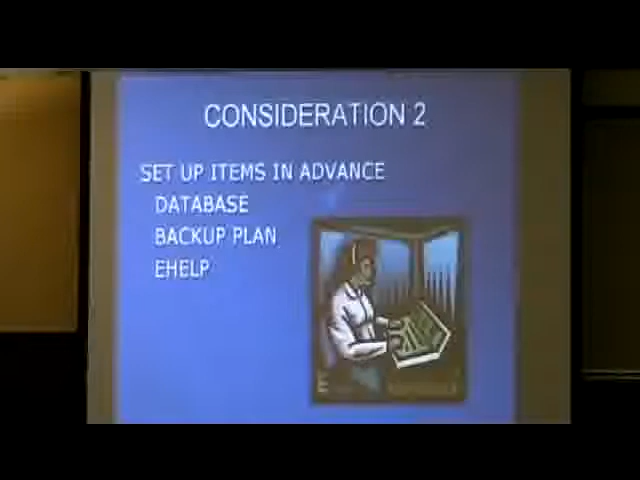 CONSIDERATION 2
SET UP ITEMS IN ADVANCE
DATABASE
BACKUP PLAN
EHELP